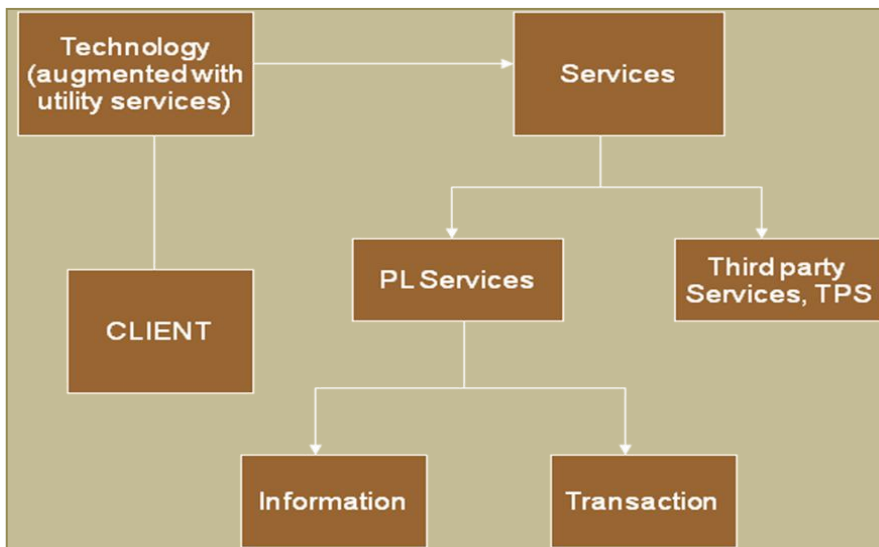 Technology
(augmented with
utility services)
Services
PL Services
Third party
Services, TPS
CLIENT
Information
Transaction